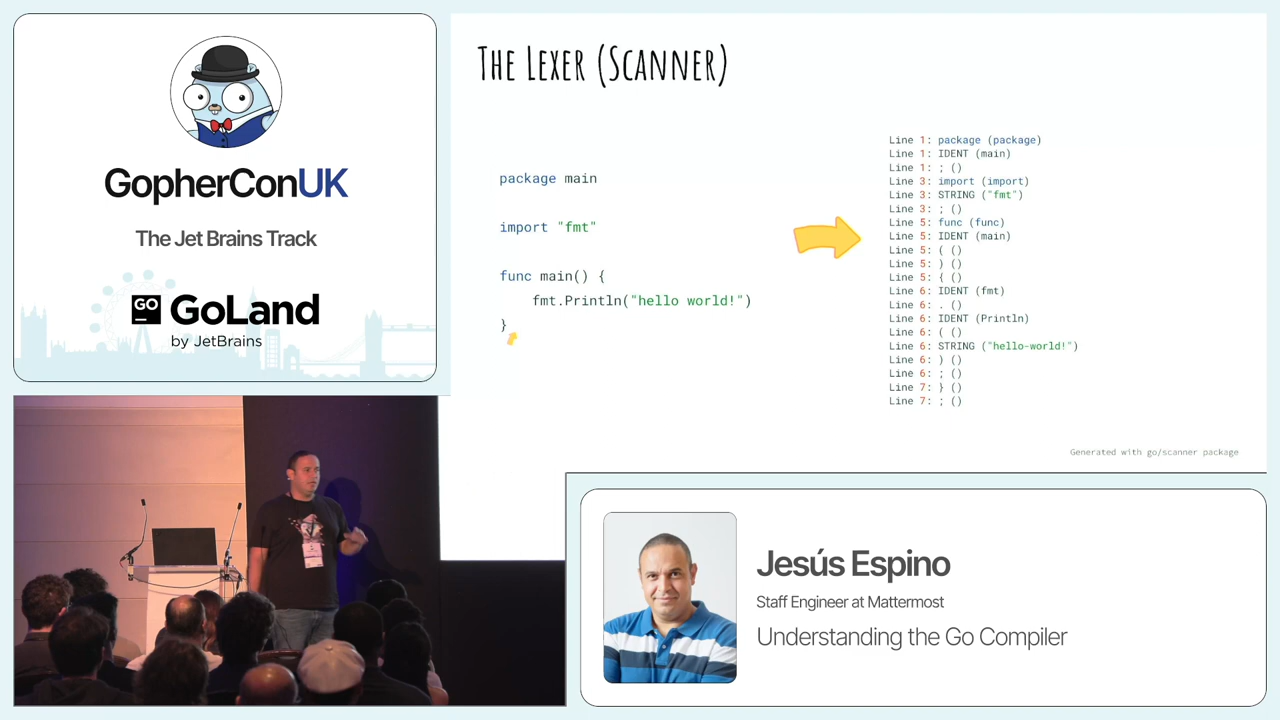 GopherConUK
The Jet Brains Track
GO GoLand
by JetBrains
The Lexer (Scanner)
package main
import "fmt"
func main() {
fmt.Println("hello world!")
}
Line 1: package (package)
Line 1: IDENT (main)
Line 1: ; ()
Line 3: import (import)
Line 3: STRING ("fmt")
Line 3: ; ()
Line 5: func (func)
Line 5: IDENT (main)
Line 5: ( ()
Line 5: ) ()
Line 5: { ()
Line 6: IDENT (fmt)
Line 6: . ()
Line 6: IDENT (Println)
Line 6: ( ()
Line 6: STRING ("hello-world!")
Line 6: ) ()
Line 6: ; ()
Line 7: } ()
Line 7: ; ()
Generated with go/scanner package
Jesús Espino
Staff Engineer at Mattermost
Understanding the Go Compiler